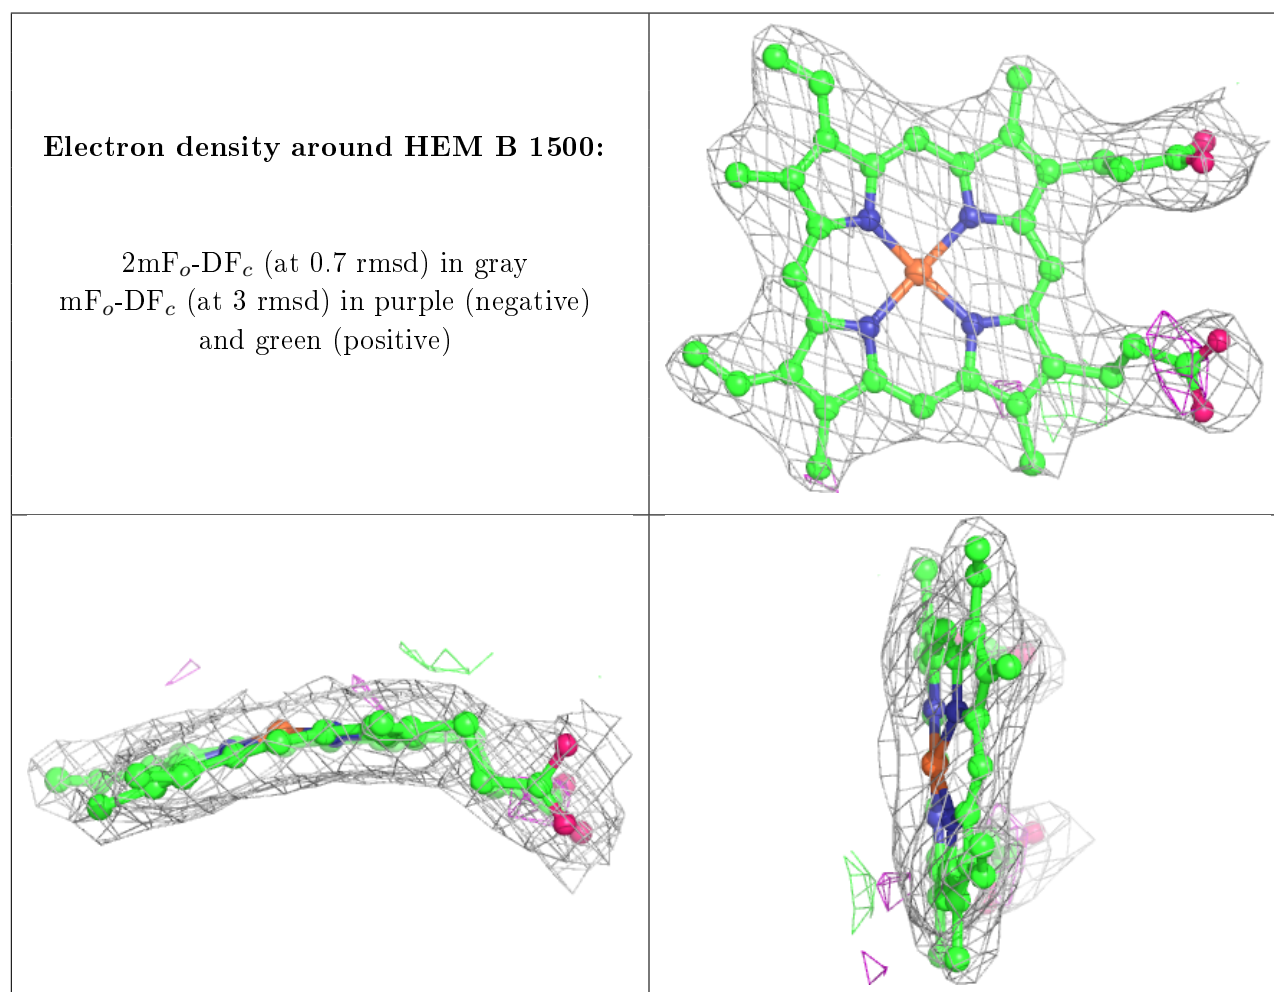 Electron density around HEM B 1500:
2mFₒ-DF𝒸 (at 0.7 rmsd) in gray
mFₒ-DF𝒸 (at 3 rmsd) in purple (negative)
and green (positive)